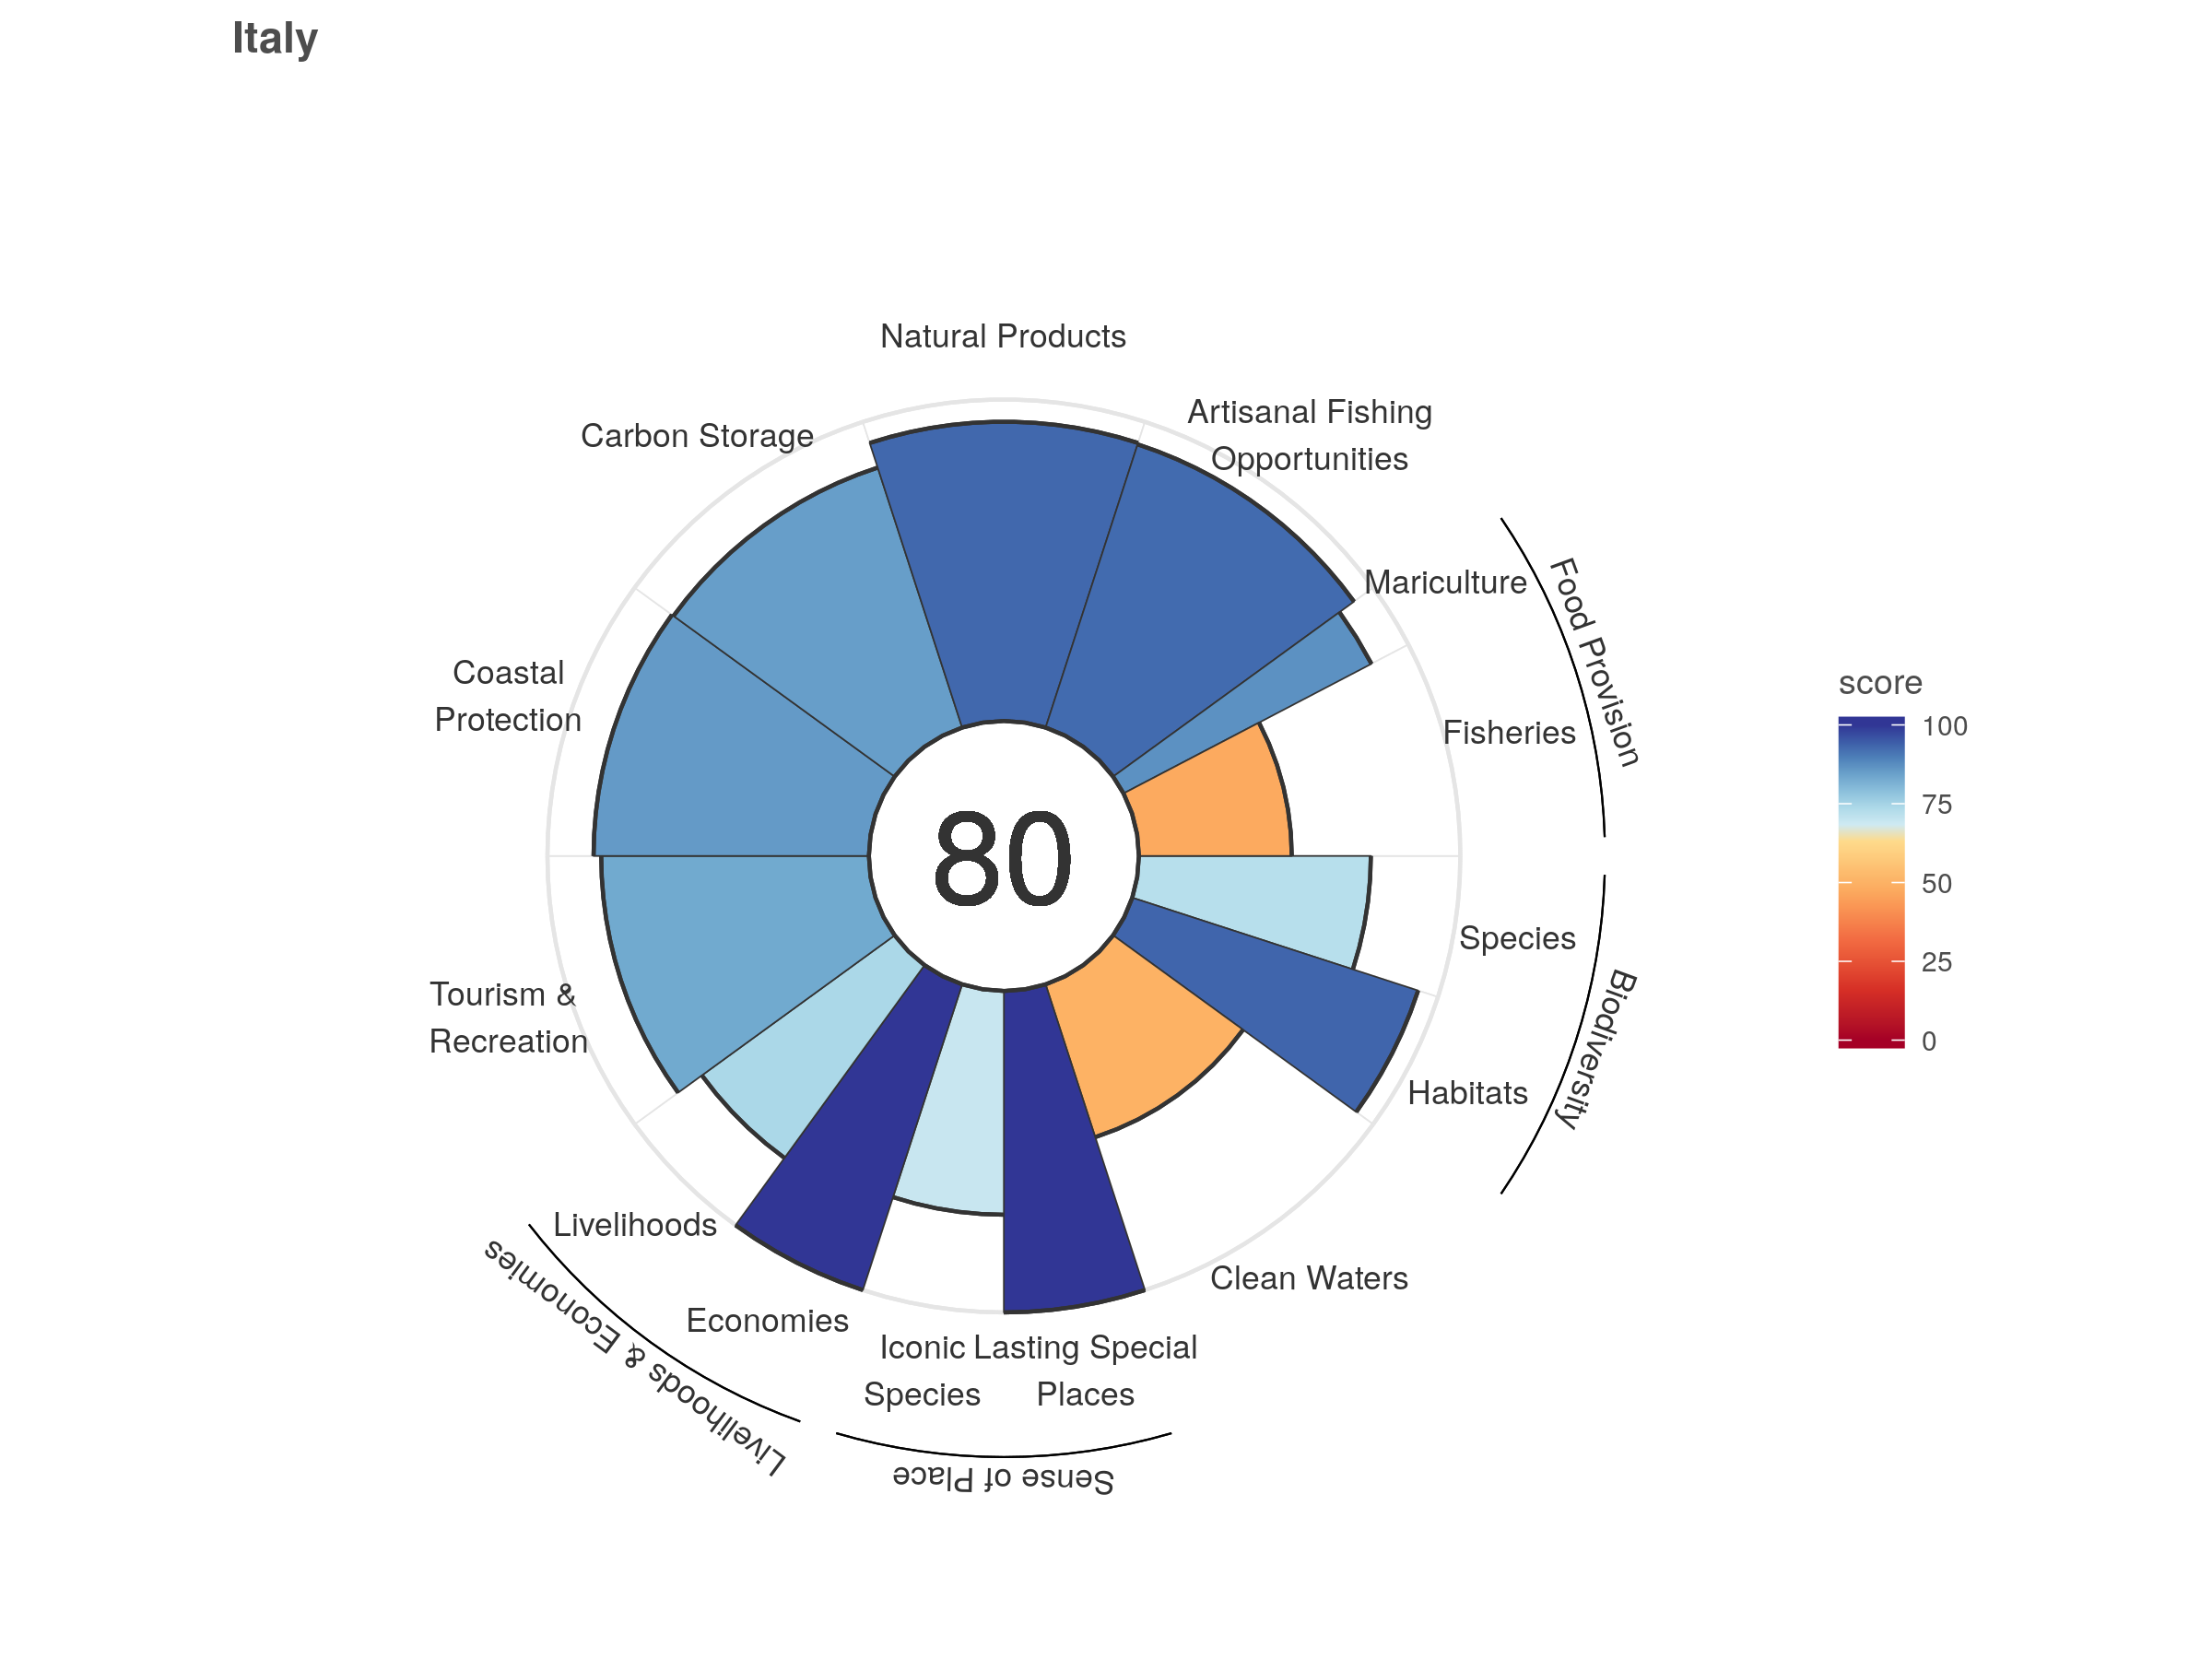 Italy
Natural Products
Artisanal Fishing
Opportunities
Carbon Storage
Mariculture
Food Provision
Fisheries
Coastal
Protection
80
score
100
75
50
25
0
Species
Biodiversity
Habitats
Tourism &
Recreation
Livelihoods
Livelihoods & Economies
Economies
Clean Waters
Iconic
Species
Lasting Special
Places
Sense of Place